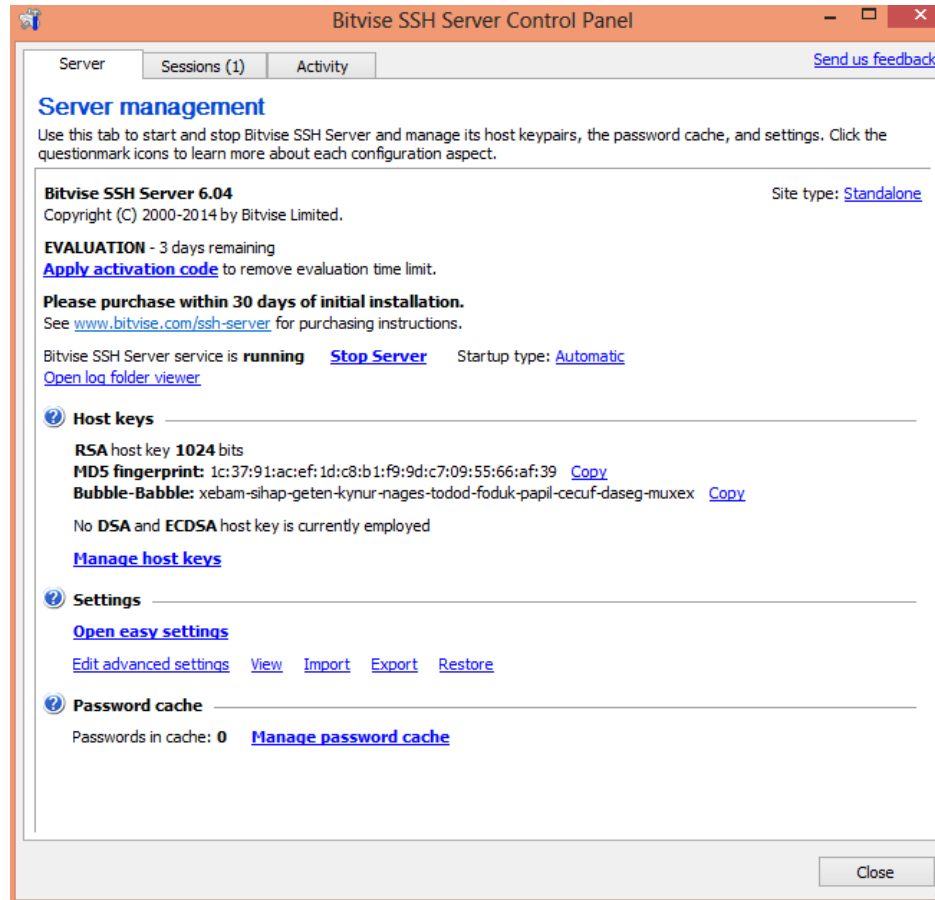 Bitvise SSH Server Control Panel
Server
Sessions (1)
Activity
Send us feedback
Server management
Use this tab to start and stop Bitvise SSH Server and manage its host keypairs, the password cache, and settings. Click the
questionmark icons to learn more about each configuration aspect.
Bitvise SSH Server 6.04
Site type: Standalone
Copyright (C) 2000-2014 by Bitvise Limited.
EVALUATION - 3 days remaining
Apply activation code to remove evaluation time limit.
Please purchase within 30 days of initial installation.
See www.bitvise.com/ssh-server for purchasing instructions.
Bitvise SSH Server service is running Stop Server Startup type: Automatic
Open log folder viewer
Host keys
RSA host key 1024 bits
MD5 fingerprint: 1c:37:91:ac:ef:1d:c8:b1:f9:9d:c7:09:55:66:af:39 Copy
Bubble-Babble: xebam-sihap-geten-kynur-nages-todod-foduk-papil-cecuf-daseg-muxex Copy
No DSA and ECDSA host key is currently employed
Manage host keys
Settings
Open easy settings
Edit advanced settings View Import Export Restore
Password cache
Passwords in cache: 0 Manage password cache
Close